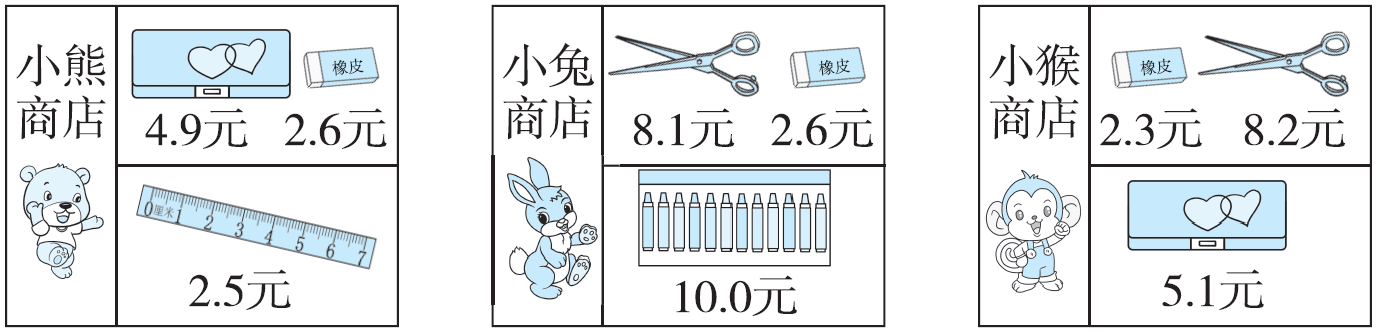 小熊
商店
橡皮
4.9元 2.6元
0厘米1 2 3 4 5 6 7
2.5元
小兔
商店
橡皮
8.1元 2.6元
10.0元
小猴
商店
橡皮
2.3元 8.2元
5.1元